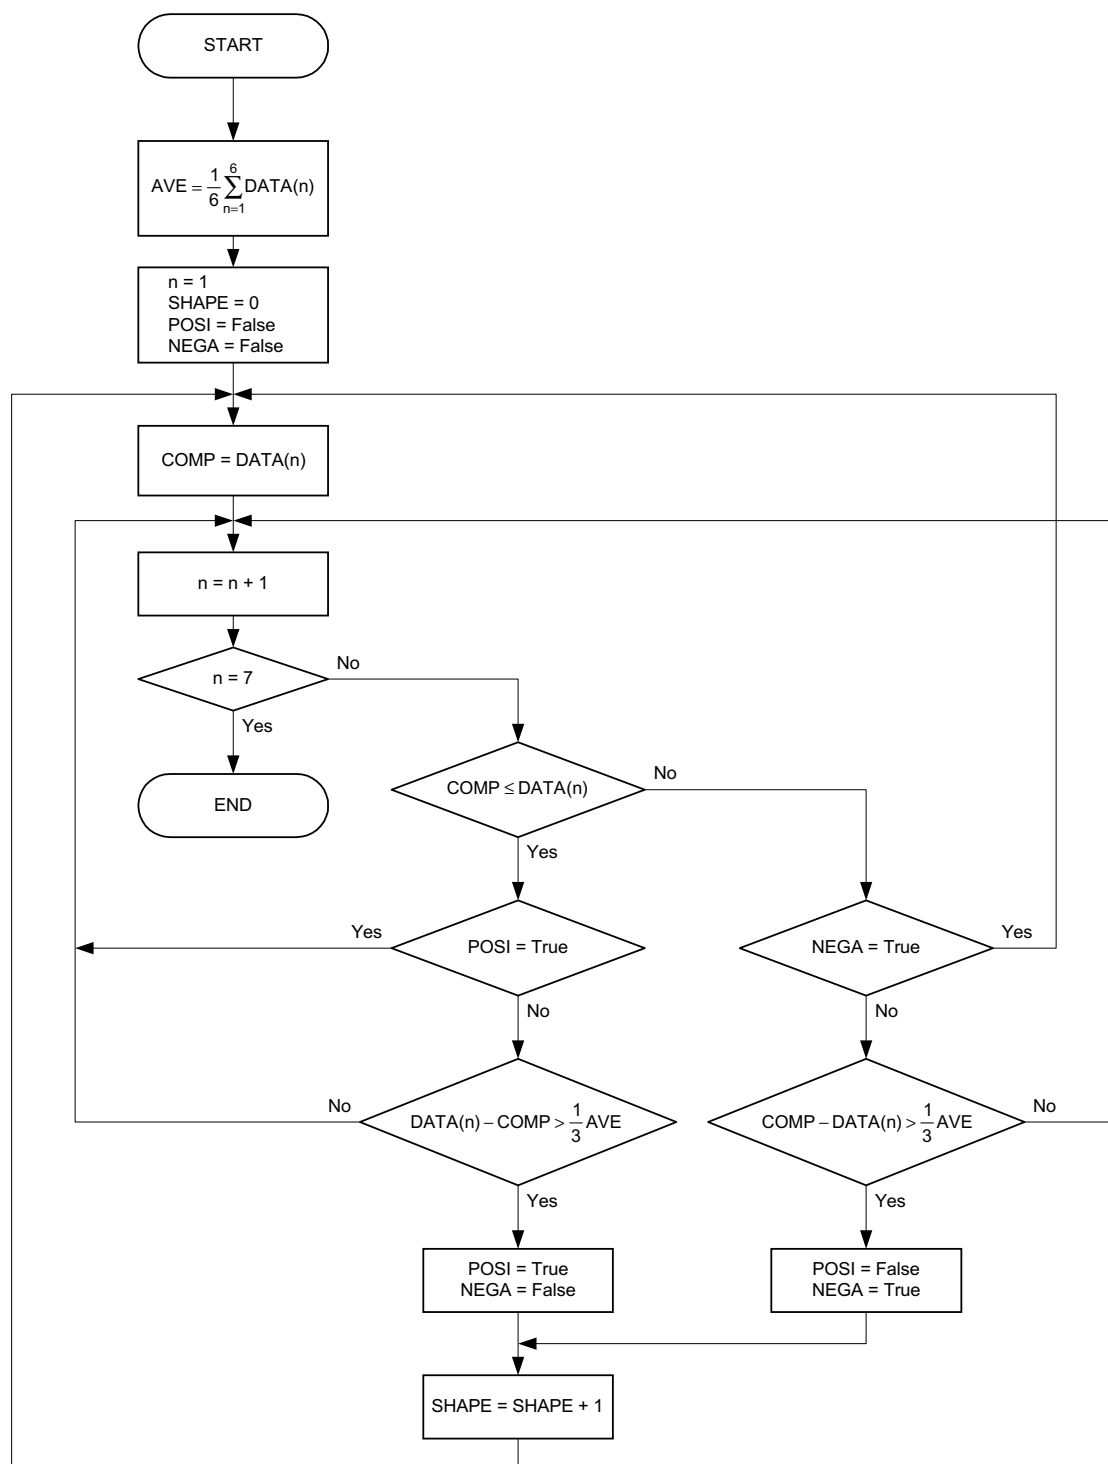 START
AVE = 1/6 6∑n=1 DATA(n)
n = 1
SHAPE = 0
POSI = False
NEGA = False
COMP = DATA(n)
n = n + 1
n = 7
No
Yes
END
COMP ≤ DATA(n)
No
Yes
POSI = True
Yes
No
NEGA = True
Yes
No
DATA(n) – COMP > 1/3 AVE
No
Yes
COMP – DATA(n) > 1/3 AVE
No
Yes
POSI = True
NEGA = False
POSI = False
NEGA = True
SHAPE = SHAPE + 1